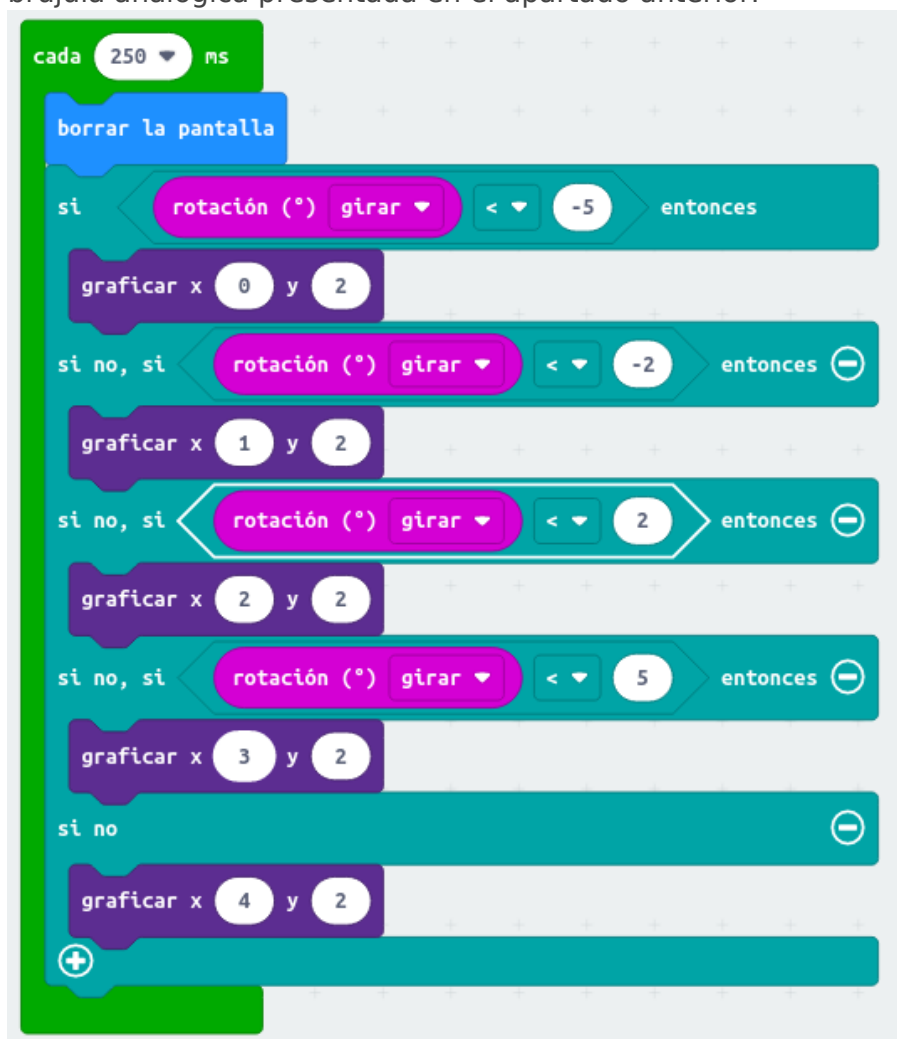 brújula analógica presentada en el apartado anterior.
cada 250 ms
borrar la pantalla
si rotación (°) girar < -5 entonces
graficar x 0 y 2
si no, si rotación (°) girar < -2 entonces
graficar x 1 y 2
si no, si rotación (°) girar < 2 entonces
graficar x 2 y 2
si no, si rotación (°) girar < 5 entonces
graficar x 3 y 2
si no
graficar x 4 y 2